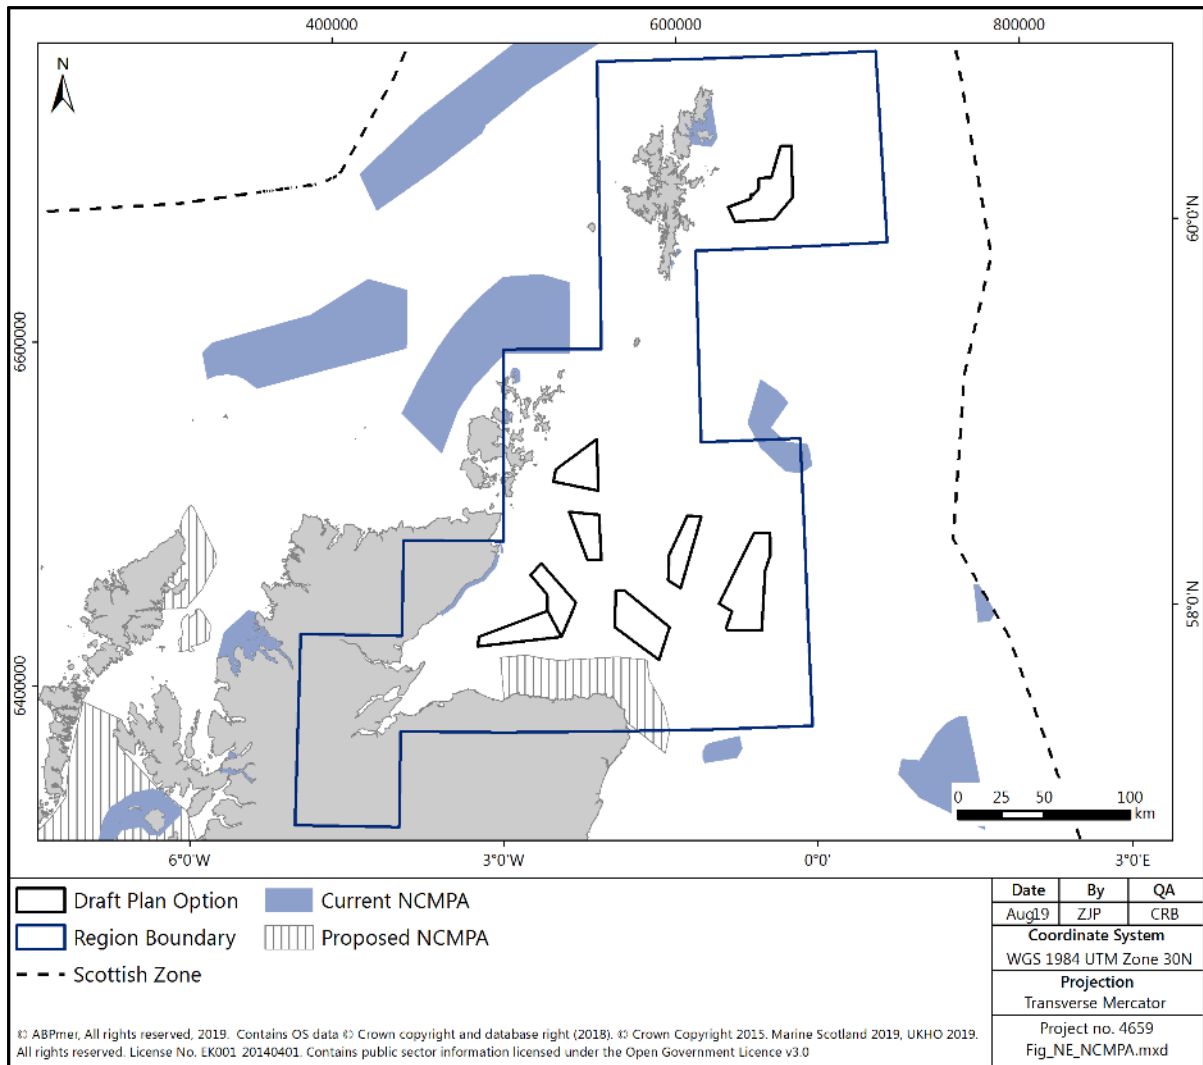 400000 600000 800000
N
60°0'N
6600000
58°0'N
6400000
0 25 50 100
km
6°0'W 3°0'W 0°0' 3°0'E
Draft Plan Option Current NCMPA
Region Boundary Proposed NCMPA
Scottish Zone
Date By QA
Aug19 ZJP CRB
Coordinate System
WGS 1984 UTM Zone 30N
Projection
Transverse Mercator
Project no. 4659
Fig_NE_NCMPA.mxd
© ABPmer, All rights reserved, 2019. Contains OS data © Crown copyright and database right (2018). © Crown Copyright 2015. Marine Scotland 2019, UKHO 2019.
All rights reserved. License No. EK001_20140401. Contains public sector information licensed under the Open Government Licence v3.0